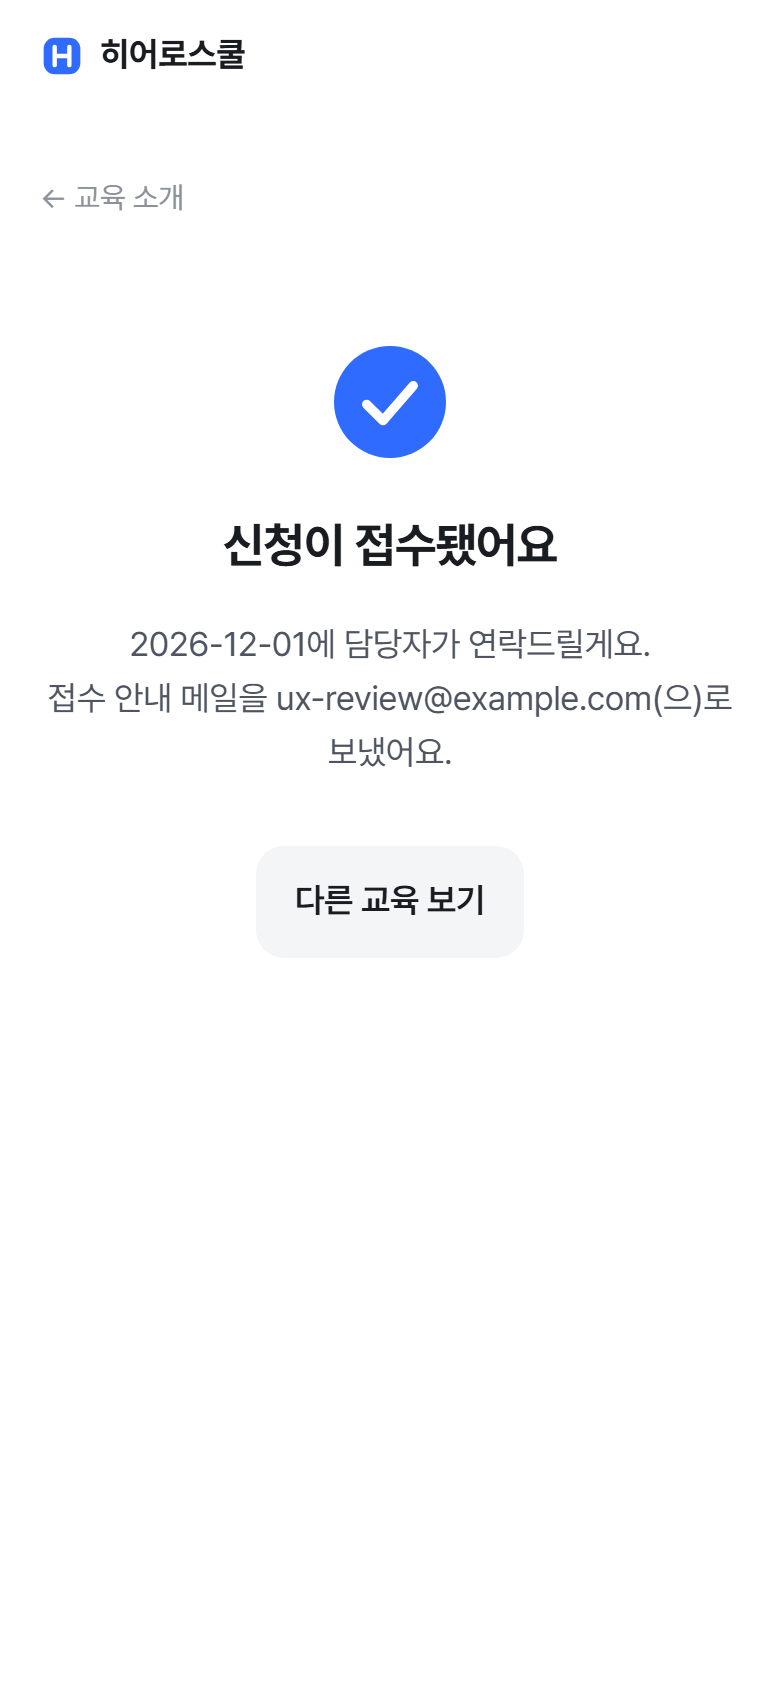 H 히어로스쿨
← 교육 소개
신청이 접수됐어요
2026-12-01에 담당자가 연락드릴게요.
접수 안내 메일을 ux-review@example.com(으)로
보냈어요.
다른 교육 보기